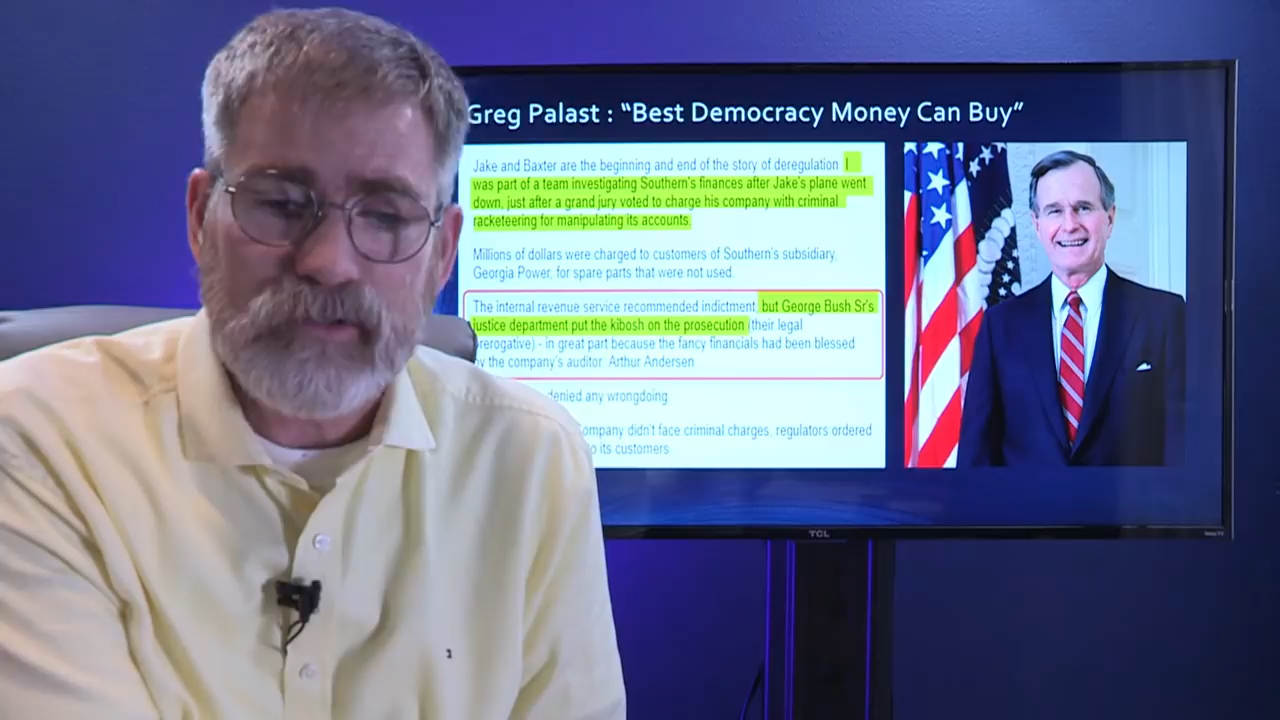 Greg Palast : “Best Democracy Money Can Buy”
Jake and Baxter are the beginning and end of the story of deregulation. I
was part of a team investigating Southern's finances after Jake's plane went
down, just after a grand jury voted to charge his company with criminal
racketeering for manipulating its accounts.
Millions of dollars were charged to customers of Southern's subsidiary,
Georgia Power, for spare parts that were not used.
The internal revenue service recommended indictment, but George Bush Sr's
justice department put the kibosh on the prosecution (their legal
prerogative) - in great part because the fancy financials had been blessed
by the company's auditor: Arthur Andersen.
denied any wrongdoing
company didn't face criminal charges, regulators ordered
to its customers
TCL